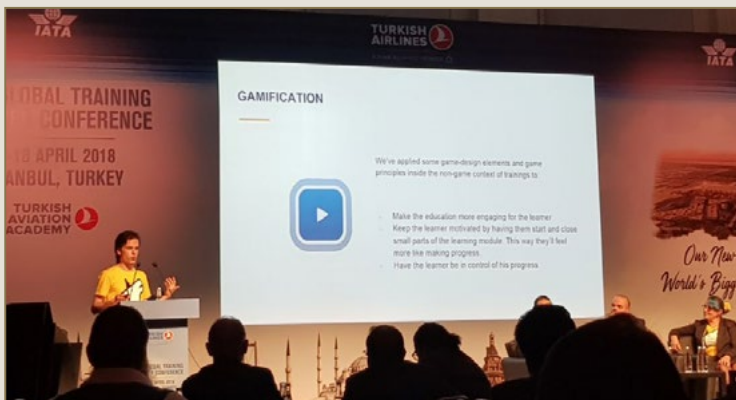 IATA
TURKISH
AIRLINES
IATA
GLOBAL TRAINING
CONFERENCE
APRIL 2018
ANBUL, TURKEY
TURKISH
AVIATION
ACADEMY
GAMIFICATION
We've applied some game-design elements and game
principles inside the non-game context of trainings to
Make the education more engaging for the learner
Keep the learner motivated by having them start and close
small parts of the learning module. This way they'll feel
more like making progress.
Have the learner be in control of his progress
Our New
World's Bigg